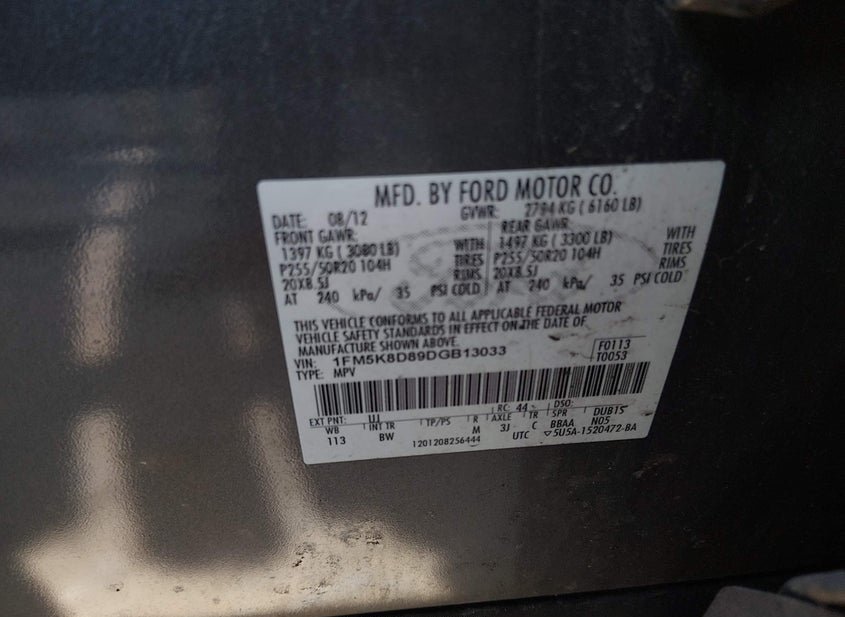 MFD. BY FORD MOTOR CO.
DATE: 08/12 GVWR: 2794 KG ( 6160 LB)
FRONT GAWR: REAR GAWR:
1397 KG ( 3080 LB) WITH 1497 KG ( 3300 LB) WITH
P255/50R20 104H TIRES P255/50R20 104H TIRES
20X8.5J RIMS 20X8.5J RIMS
AT 240 kPa/ 35 PSI COLD AT 240 kPa/ 35 PSI COLD
THIS VEHICLE CONFORMS TO ALL APPLICABLE FEDERAL MOTOR
VEHICLE SAFETY STANDARDS IN EFFECT ON THE DATE OF
MANUFACTURE SHOWN ABOVE.
VIN: 1FM5K8D89DGB13033 F0113
TYPE: MPV T0053
EXT PNT: UJ RC: 44 DSO:
WB INT TR TP/PS R AXLE TR SPR DUB15
113 BW M 3J C BBAA N05
1201208256444 UTC ▽5U5A-1520472-BA